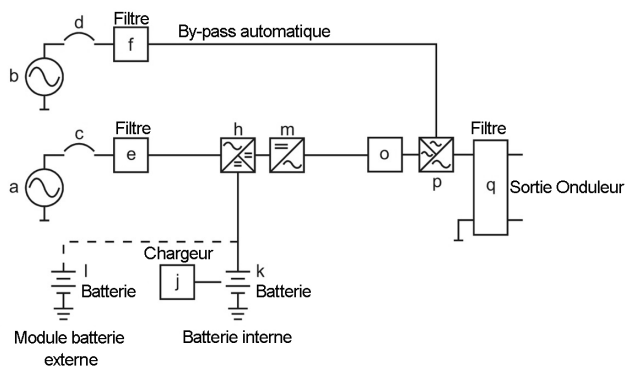 d
Filtre
f
By-pass automatique
b
c
Filtre
e
h
m
o
p
Filtre
q
a
Sortie Onduleur
l
Batterie
Chargeur
j
k
Batterie
Module batterie
externe
Batterie interne